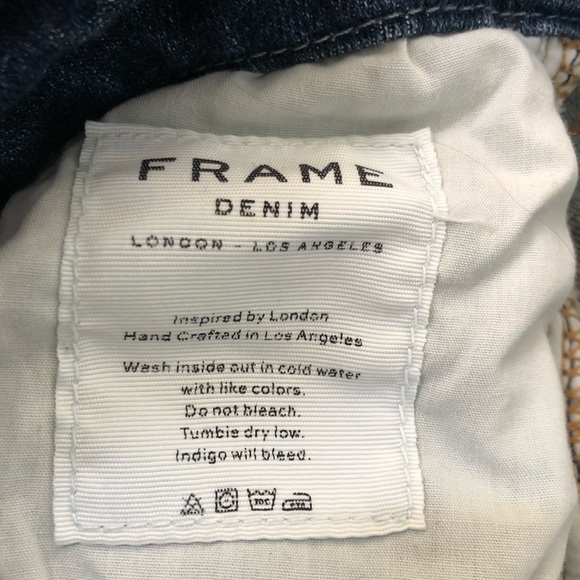 FRAME
DENIM
LONDON - LOS ANGELES
Inspired by London
Hand Crafted in Los Angeles
Wash inside out in cold water
with like colors.
Do not bleach.
Tumble dry low.
Indigo will bleed.